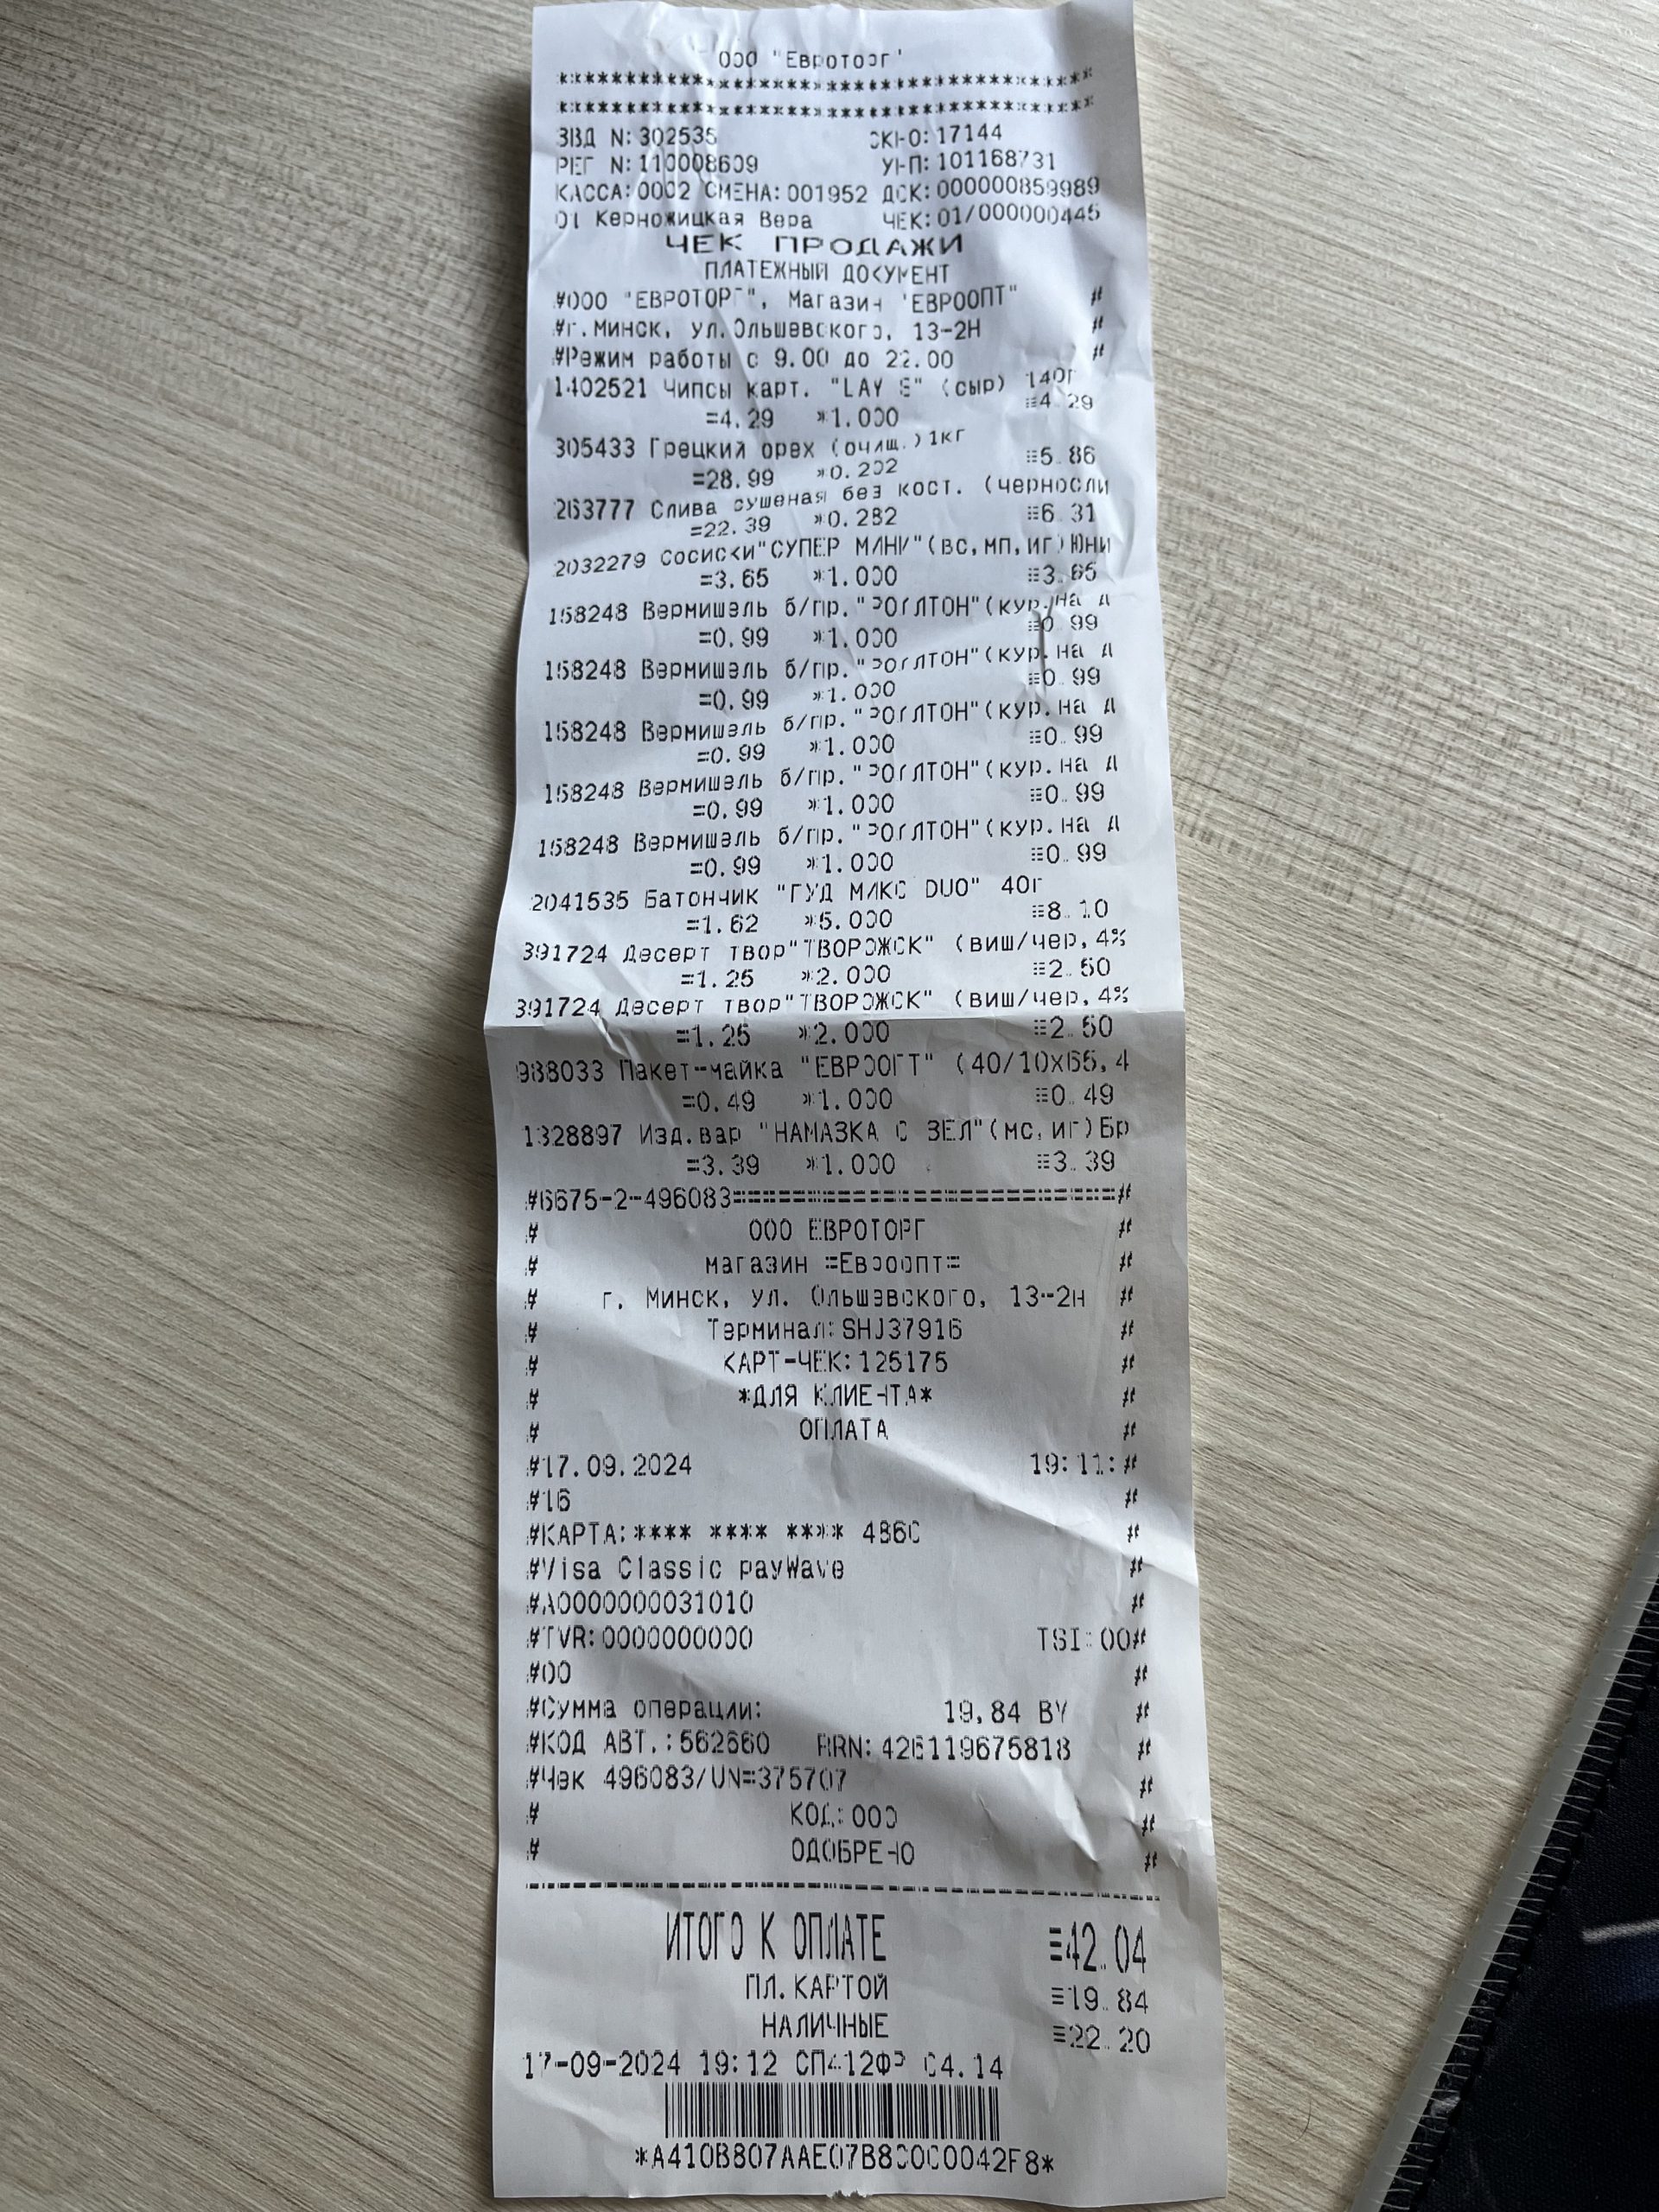 ООО "Евроторг"
********************************************
********************************************
ЗВД N:302535 СКНО:17144
РЕГ N:110008609 УНП:101168731
КАССА:0002 СМЕНА:001952 ДСК:000000859989
01 Керножицкая Вера ЧЕК:01/000000445
ЧЕК ПРОДАЖИ
ПЛАТЕЖНЫЙ ДОКУМЕНТ
#ООО "ЕВРОТОРГ", Магазин "ЕВРООПТ" #
#г.Минск, ул.Ольшевского, 13-2Н #
#Режим работы с 9.00 до 22.00 #
1402521 Чипсы карт. "LAY S" (сыр) 140г
=4.29 *1.000 ≡4.29
305433 Грецкий орех (очищ.)1кг
=28.99 *0.202 ≡5.86
263777 Слива сушеная без кост. (черносли
=22.39 *0.282 ≡6.31
2032279 Сосиски"СУПЕР МИНИ"(вс,мп,иг)Юни
=3.65 *1.000 ≡3.65
158248 Вермишель б/пр."РОЛЛТОН"(кур.на д
=0.99 *1.000 ≡0.99
158248 Вермишель б/пр."РОЛЛТОН"(кур.на д
=0.99 *1.000 ≡0.99
158248 Вермишель б/пр."РОЛЛТОН"(кур.на д
=0.99 *1.000 ≡0.99
158248 Вермишель б/пр."РОЛЛТОН"(кур.на д
=0.99 *1.000 ≡0.99
158248 Вермишель б/пр."РОЛЛТОН"(кур.на д
=0.99 *1.000 ≡0.99
2041535 Батончик "ГУД МИКС DUO" 40г
=1.62 *5.000 ≡8.10
391724 Десерт твор"ТВОРОЖОК" (виш/чер,4%
=1.25 *2.000 ≡2.50
391724 Десерт твор"ТВОРОЖОК" (виш/чер,4%
=1.25 *2.000 ≡2.50
988033 Пакет-майка "ЕВРООПТ" (40/10х65,4
=0.49 *1.000 ≡0.49
1328897 Изд.вар "НАМАЗКА С ЗЕЛ"(мс,иг)Бр
=3.39 *1.000 ≡3.39
#6675-2-496083==========================#
# ООО ЕВРОТОРГ #
# магазин =Евроопт= #
# г. Минск, ул. Ольшевского, 13-2н #
# Терминал:SHJ37916 #
# КАРТ-ЧЕК:125175 #
# *ДЛЯ КЛИЕНТА* #
# ОПЛАТА #
#17.09.2024 19:11:#
#16 #
#КАРТА:**** **** **** 4860 #
#Visa Classic payWave #
#A0000000031010 #
#TVR:0000000000 TSI:00#
#00 #
#Сумма операции: 19,84 BY #
#КОД АВТ.:562660 RRN:426119675818 #
#Чек 496083/UN=375707 #
# КОД:000 #
# ОДОБРЕНО #
--------------------------------------------
ИТОГО К ОПЛАТЕ ≡42.04
ПЛ.КАРТОЙ ≡19.84
НАЛИЧНЫЕ ≡22.20
17-09-2024 19:12 СП412ФР 04.14
*A410B807AAE07B8C0C0042F8*